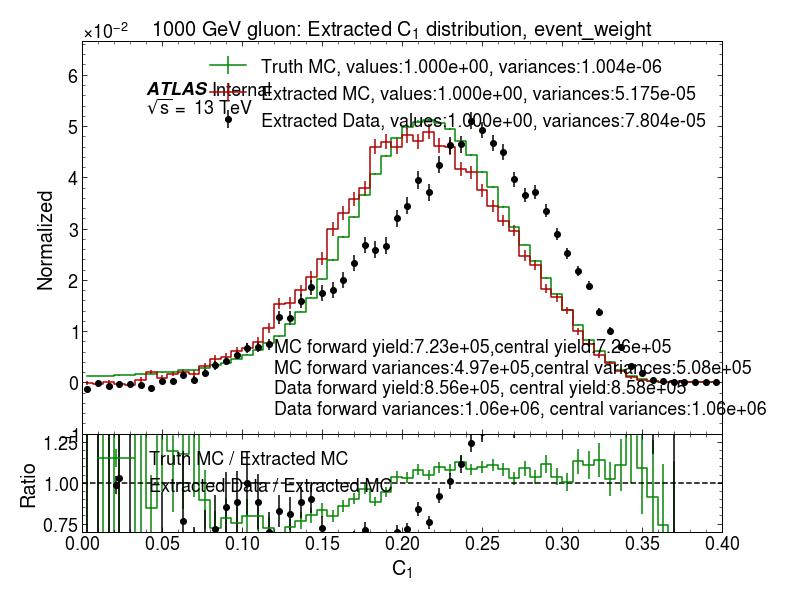 ×10⁻² 1000 GeV gluon: Extracted C₁ distribution, event_weight
Truth MC, values:1.000e+00, variances:1.004e-06
ATLAS Internal
Extracted MC, values:1.000e+00, variances:5.175e-05
√s = 13 TeV
Extracted Data, values:1.000e+00, variances:7.804e-05
6
5
4
3
2
1
0
1
Normalized
MC forward yield:7.23e+05,central yield:7.26e+05
MC forward variances:4.97e+05,central variances:5.08e+05
Data forward yield:8.56e+05, central yield:8.58e+05
Data forward variances:1.06e+06, central variances:1.06e+06
1.25
1.00
0.75
Ratio
Truth MC / Extracted MC
Extracted Data / Extracted MC
0.00 0.05 0.10 0.15 0.20 0.25 0.30 0.35 0.40
C₁